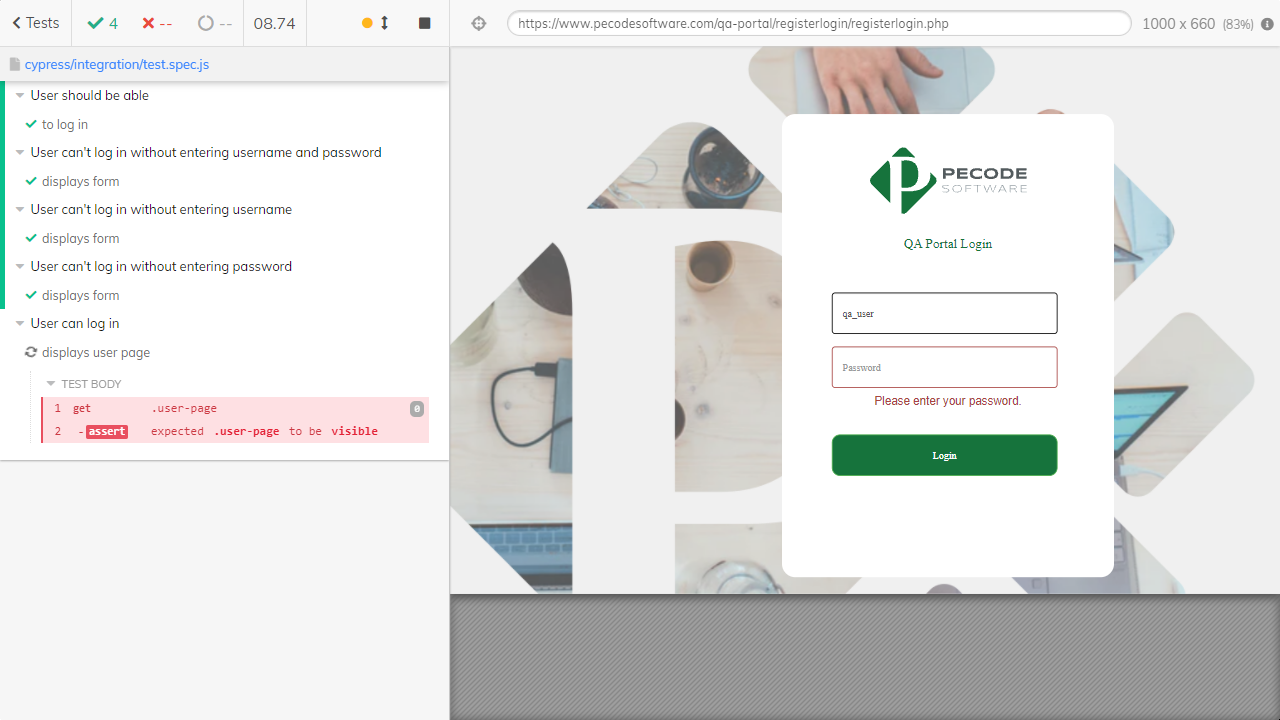 Tests 4 -- -- 08.74
https://www.pecodesoftware.com/qa-portal/registerlogin/registerlogin.php 1000 x 660 (83%)
cypress/integration/test.spec.js
User should be able
to log in
User can't log in without entering username and password
displays form
User can't log in without entering username
displays form
User can't log in without entering password
displays form
User can log in
displays user page
TEST BODY
1 get .user-page 0
2 -assert expected .user-page to be visible
PECODE
SOFTWARE
QA Portal Login
qa_user
Password
Please enter your password.
Login